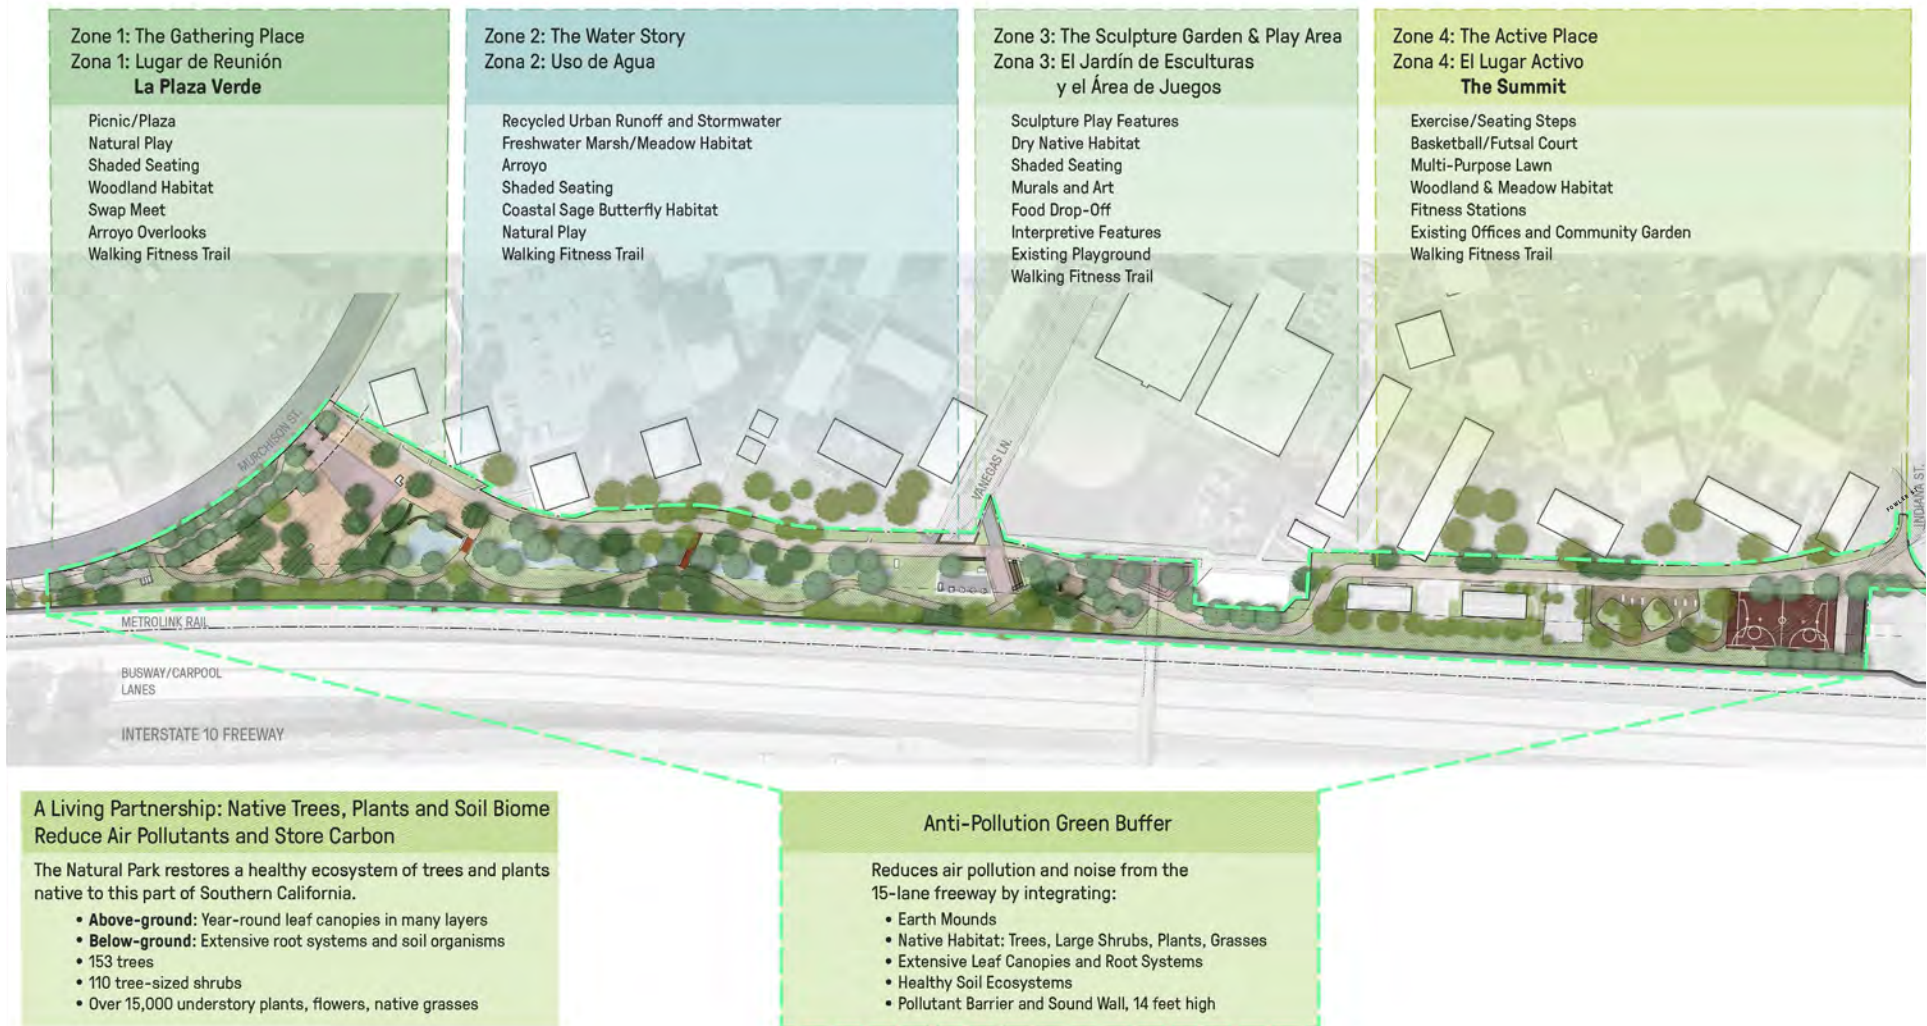 Zone 1: The Gathering Place
Zona 1: Lugar de Reunión
La Plaza Verde
Picnic/Plaza
Natural Play
Shaded Seating
Woodland Habitat
Swap Meet
Arroyo Overlooks
Walking Fitness Trail
Zone 2: The Water Story
Zona 2: Uso de Agua
Recycled Urban Runoff and Stormwater
Freshwater Marsh/Meadow Habitat
Arroyo
Shaded Seating
Coastal Sage Butterfly Habitat
Natural Play
Walking Fitness Trail
Zone 3: The Sculpture Garden & Play Area
Zona 3: El Jardín de Esculturas
y el Área de Juegos
Sculpture Play Features
Dry Native Habitat
Shaded Seating
Murals and Art
Food Drop-Off
Interpretive Features
Existing Playground
Walking Fitness Trail
Zone 4: The Active Place
Zona 4: El Lugar Activo
The Summit
Exercise/Seating Steps
Basketball/Futsal Court
Multi-Purpose Lawn
Woodland & Meadow Habitat
Fitness Stations
Existing Offices and Community Garden
Walking Fitness Trail
MURCHISON ST.
VANEGAS LN.
FOWLER ST.
INDIANA ST.
METROLINK RAIL
BUSWAY/CARPOOL
LANES
INTERSTATE 10 FREEWAY
A Living Partnership: Native Trees, Plants and Soil Biome
Reduce Air Pollutants and Store Carbon
The Natural Park restores a healthy ecosystem of trees and plants
native to this part of Southern California.
• Above-ground: Year-round leaf canopies in many layers
• Below-ground: Extensive root systems and soil organisms
• 153 trees
• 110 tree-sized shrubs
• Over 15,000 understory plants, flowers, native grasses
Anti-Pollution Green Buffer
Reduces air pollution and noise from the
15-lane freeway by integrating:
• Earth Mounds
• Native Habitat: Trees, Large Shrubs, Plants, Grasses
• Extensive Leaf Canopies and Root Systems
• Healthy Soil Ecosystems
• Pollutant Barrier and Sound Wall, 14 feet high